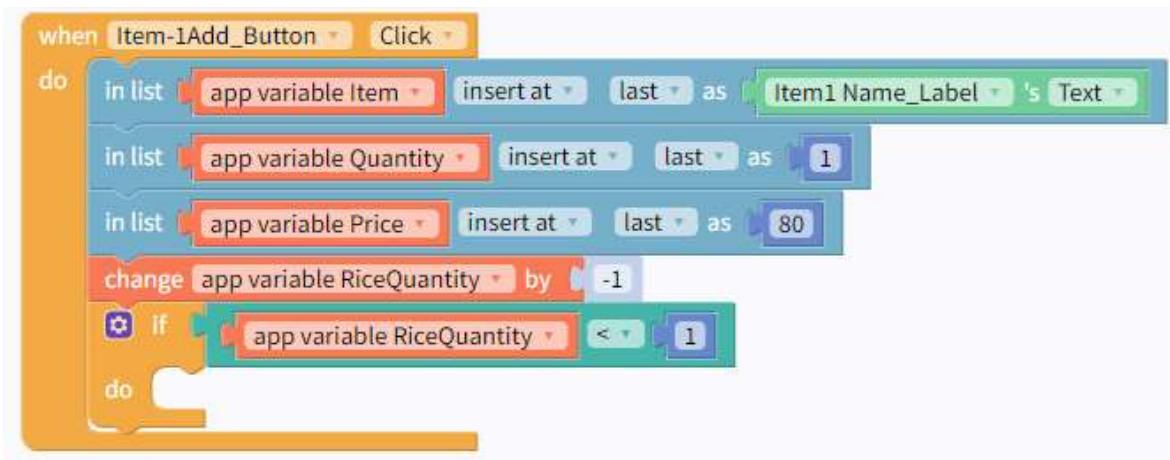 when Item-1Add_Button Click
do in list app variable Item insert at last as Item1 Name_Label 's Text
in list app variable Quantity insert at last as 1
in list app variable Price insert at last as 80
change app variable RiceQuantity by -1
if app variable RiceQuantity < 1
do